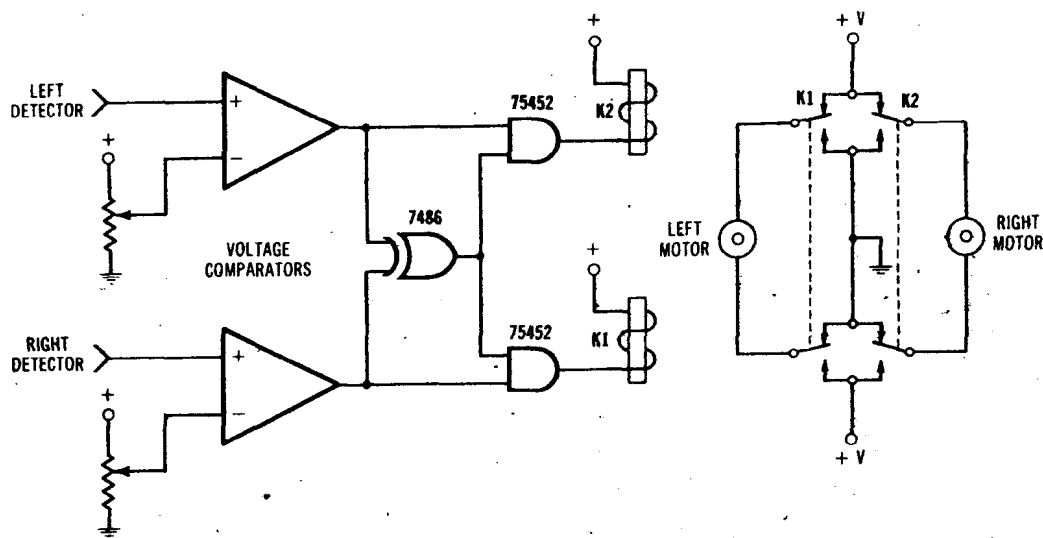 +
+ V
LEFT
DETECTOR
+
−
+
75452
K2
K1
K2
7486
VOLTAGE
COMPARATORS
LEFT
MOTOR
RIGHT
MOTOR
+
75452
K1
RIGHT
DETECTOR
+
−
+
+ V